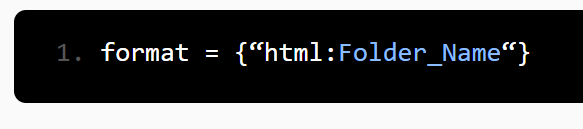 1. format = {“html:Folder_Name“}